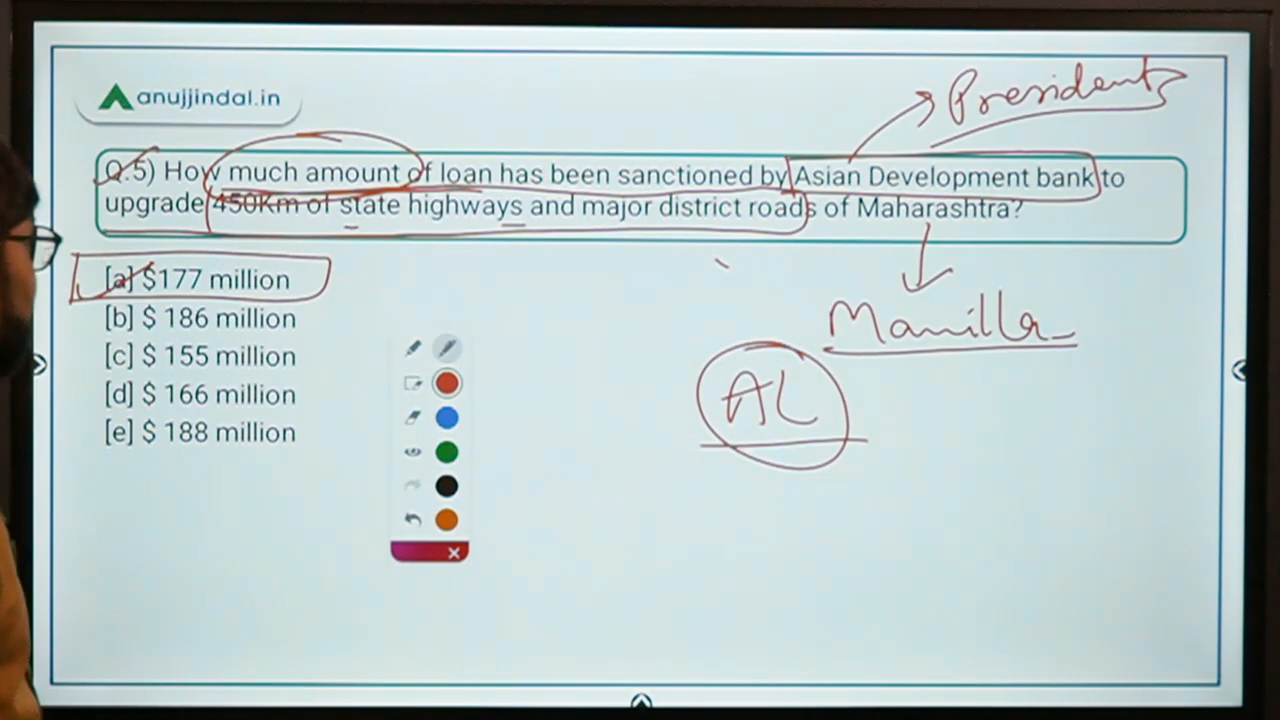 anujjindal.in
Presidents
Q.5) How much amount of loan has been sanctioned by Asian Development bank to
upgrade 450Km of state highways and major district roads of Maharashtra?
[a] $177 million
[b] $ 186 million
[c] $ 155 million
[d] $ 166 million
[e] $ 188 million
Manilla
AL